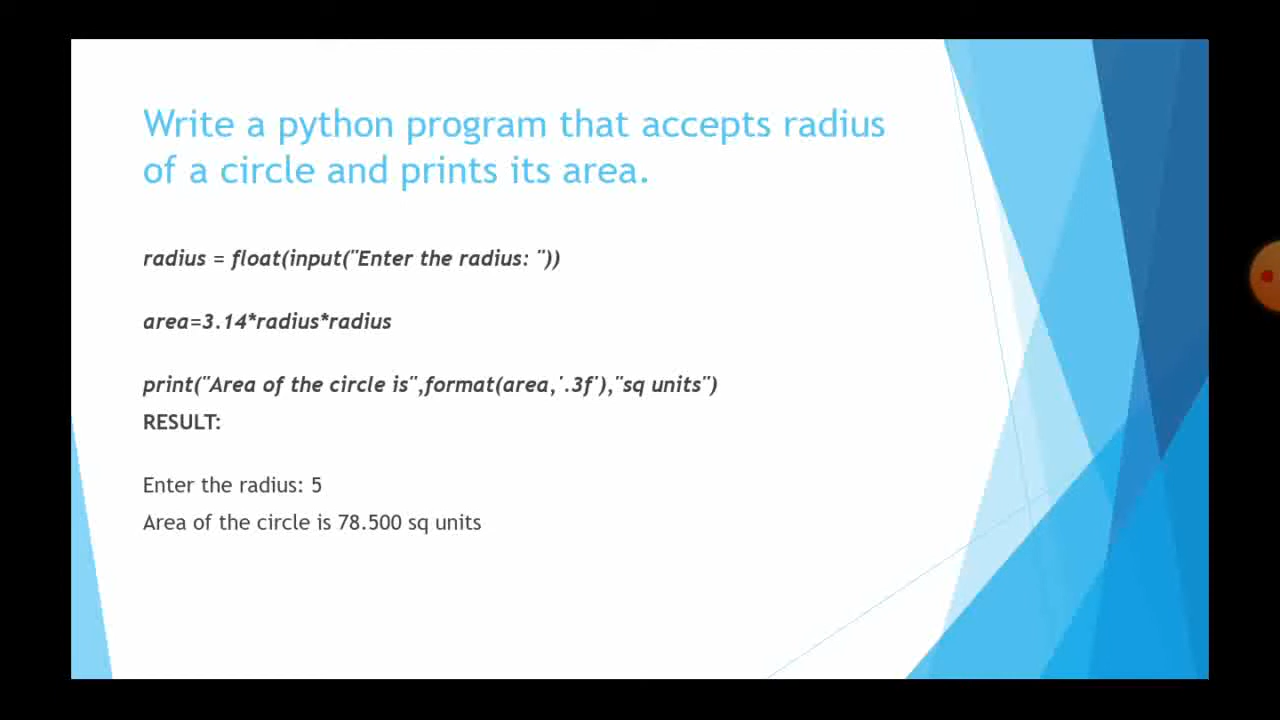 Write a python program that accepts radius
of a circle and prints its area.
radius = float(input("Enter the radius: "))
area=3.14*radius*radius
print("Area of the circle is",format(area,'.3f'),"sq units")
RESULT:
Enter the radius: 5
Area of the circle is 78.500 sq units